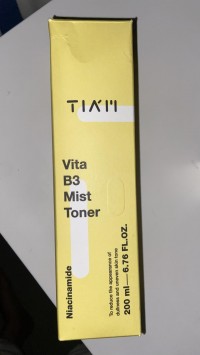 TIA'M
Vita
B3
Mist
Toner
Niacinamide
To reduce the appearance of
dullness and uneven skin tone
200 ml — 6.76 FL.OZ.